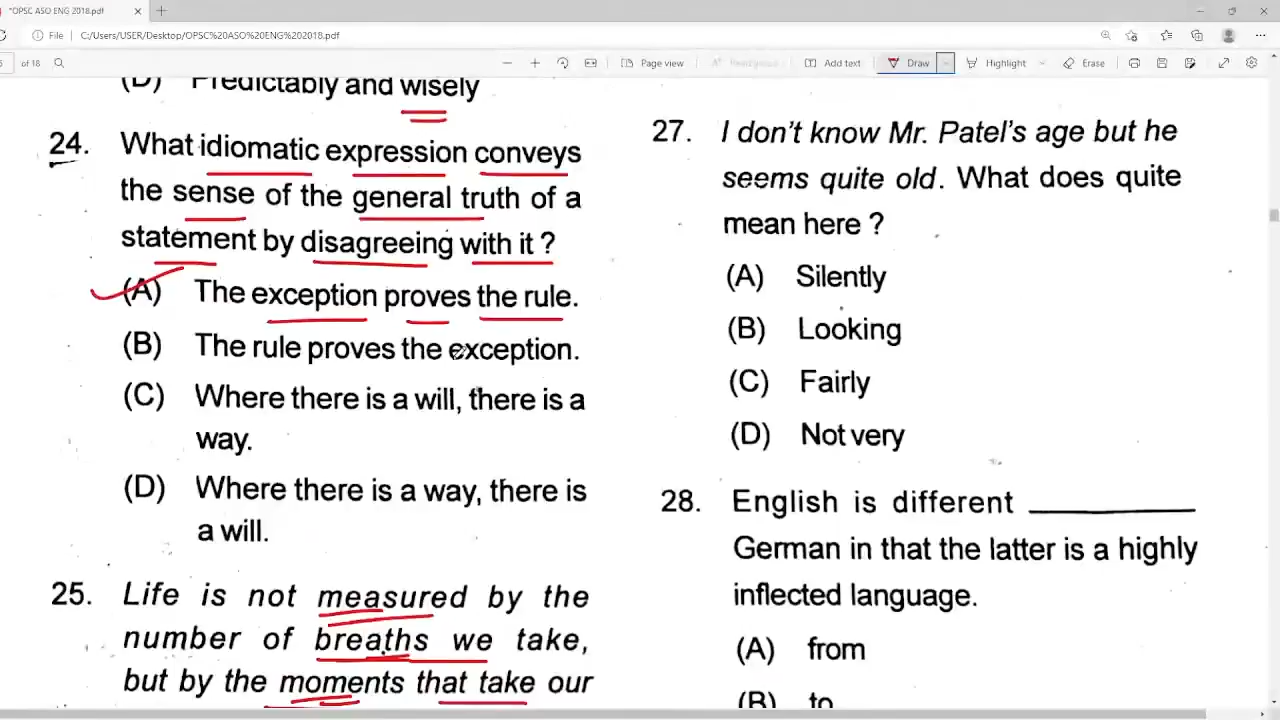 *OPSC ASO ENG 2018.pdf
File C:/Users/USER/Desktop/OPSC%20ASO%20ENG%202018.pdf
of 18
Page view
Add text
Draw
Highlight
Erase
(D) Predictably and wisely
24. What idiomatic expression conveys
the sense of the general truth of a
statement by disagreeing with it ?
(A) The exception proves the rule.
(B) The rule proves the exception.
(C) Where there is a will, there is a
way.
(D) Where there is a way, there is
a will.
25. Life is not measured by the
number of breaths we take,
but by the moments that take our
27. I don't know Mr. Patel's age but he
seems quite old. What does quite
mean here ?
(A) Silently
(B) Looking
(C) Fairly
(D) Not very
28. English is different ________
German in that the latter is a highly
inflected language.
(A) from
(B) to